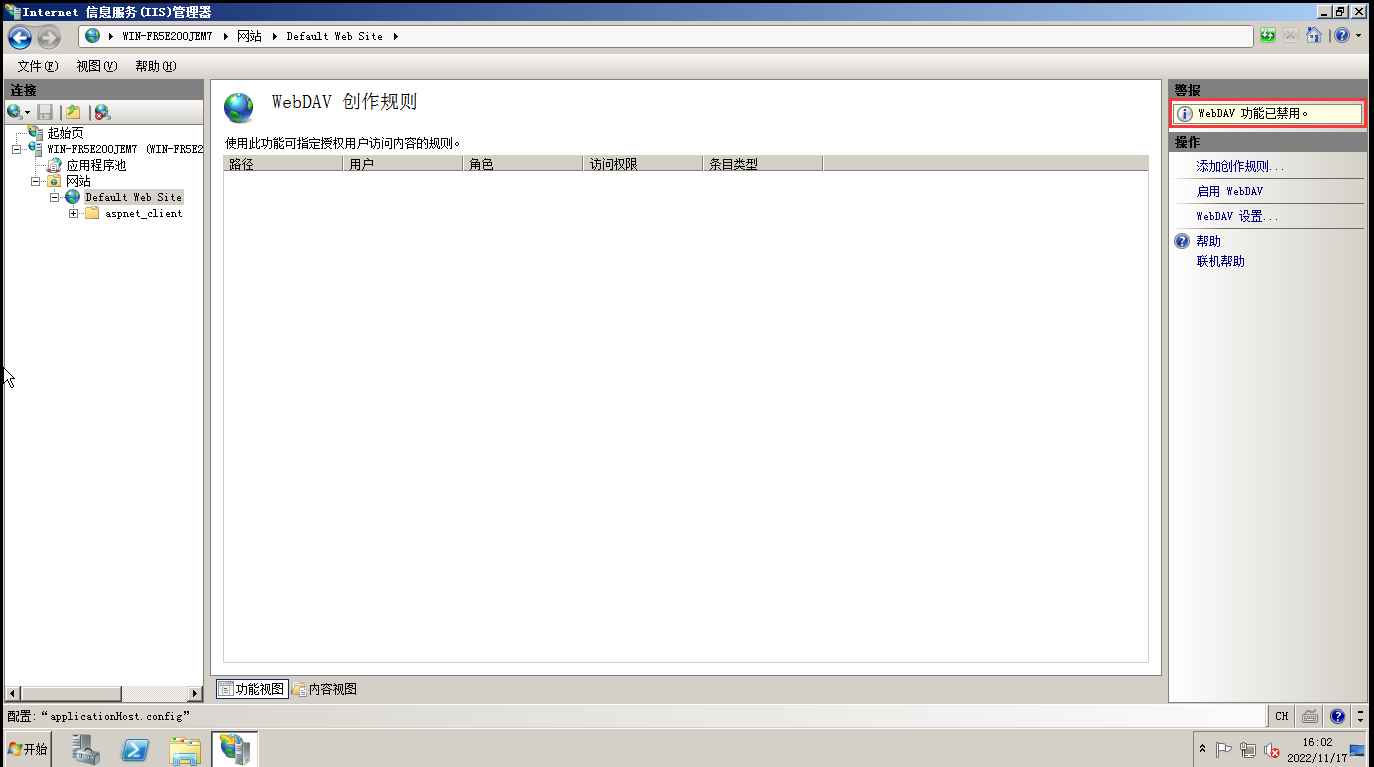 Internet 信息服务(IIS)管理器
WIN-FR5E200JEM7 网站 Default Web Site
文件(F) 视图(V) 帮助(H)
连接
起始页
WIN-FR5E200JEM7 (WIN-FR5E2
应用程序池
网站
Default Web Site
aspnet_client
WebDAV 创作规则
使用此功能可指定授权用户访问内容的规则。
路径 用户 角色 访问权限 条目类型
功能视图 内容视图
警报
WebDAV 功能已禁用。
操作
添加创作规则...
启用 WebDAV
WebDAV 设置...
帮助
联机帮助
配置:“applicationHost.config”
CH
开始
16:02
2022/11/17